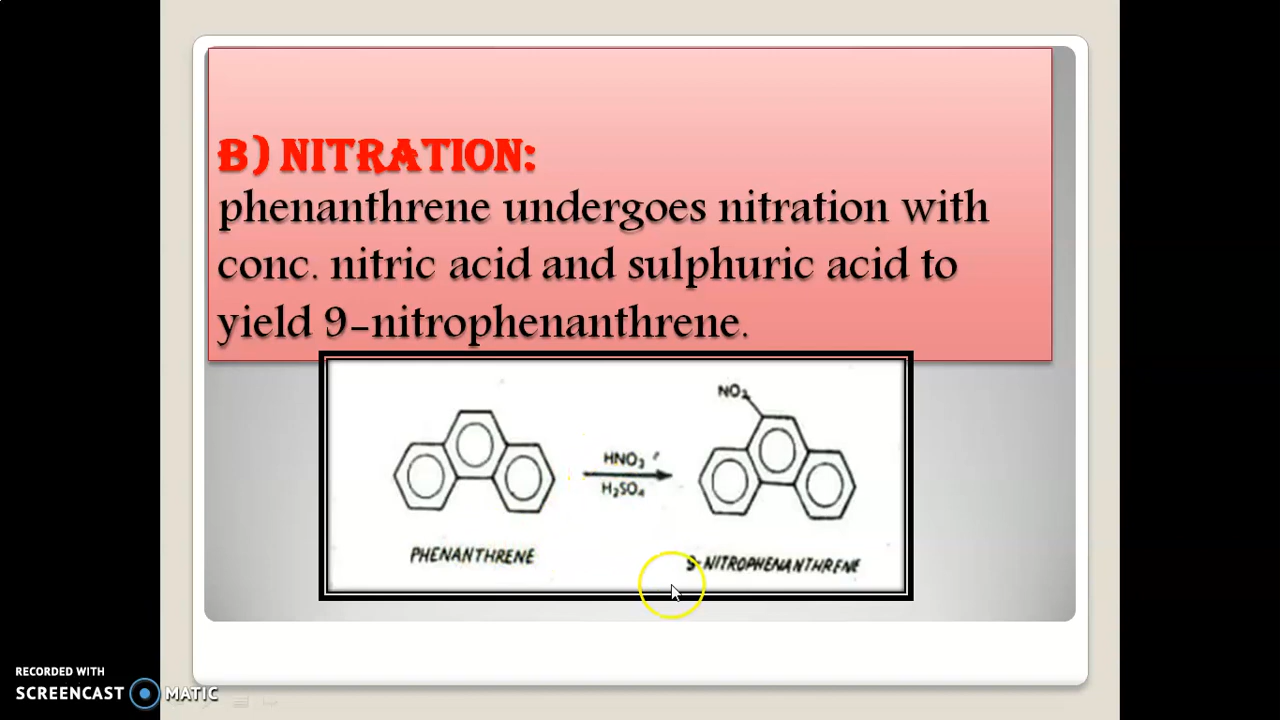 B) NITRATION:
phenanthrene undergoes nitration with
conc. nitric acid and sulphuric acid to
yield 9-nitrophenanthrene.
NO₂
HNO₃
H₂SO₄
PHENANTHRENE
9-NITROPHENANTHRENE
RECORDED WITH
SCREENCAST MATIC